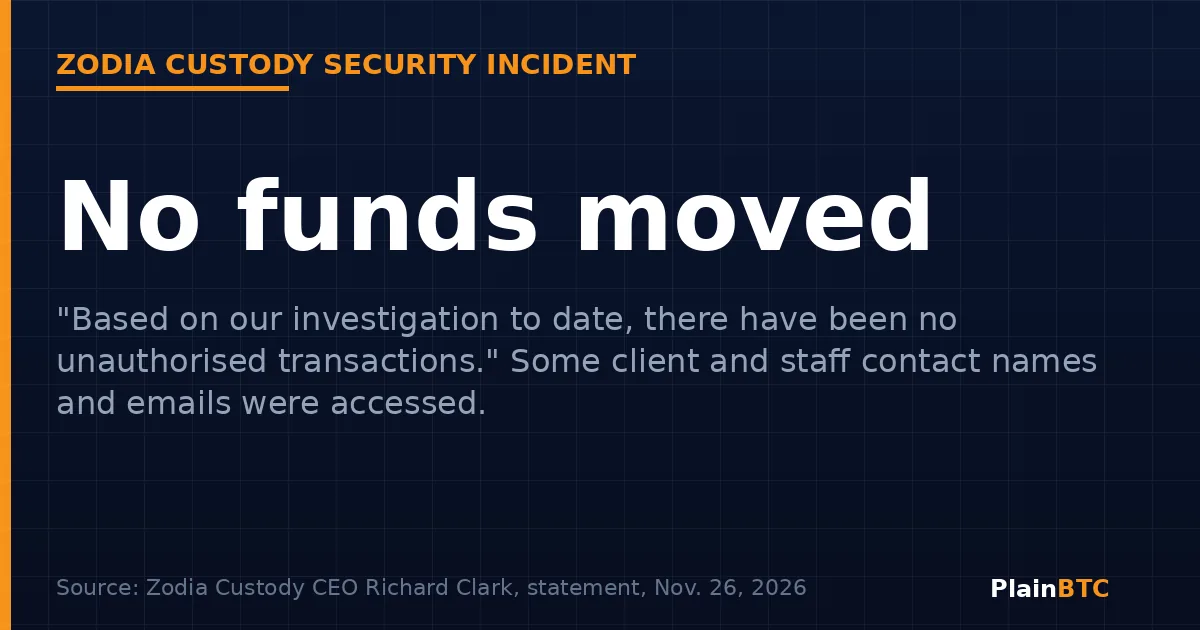 ZODIA CUSTODY SECURITY INCIDENT
No funds moved
"Based on our investigation to date, there have been no
unauthorised transactions." Some client and staff contact names
and emails were accessed.
Source: Zodia Custody CEO Richard Clark, statement, Nov. 26, 2026
PlainBTC